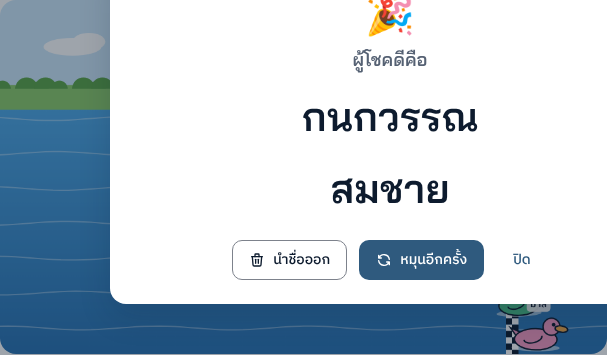 ผู้โชคดีคือ
กนกวรรณ
สมชาย
นำชื่อออก
หมุนอีกครั้ง
ปิด